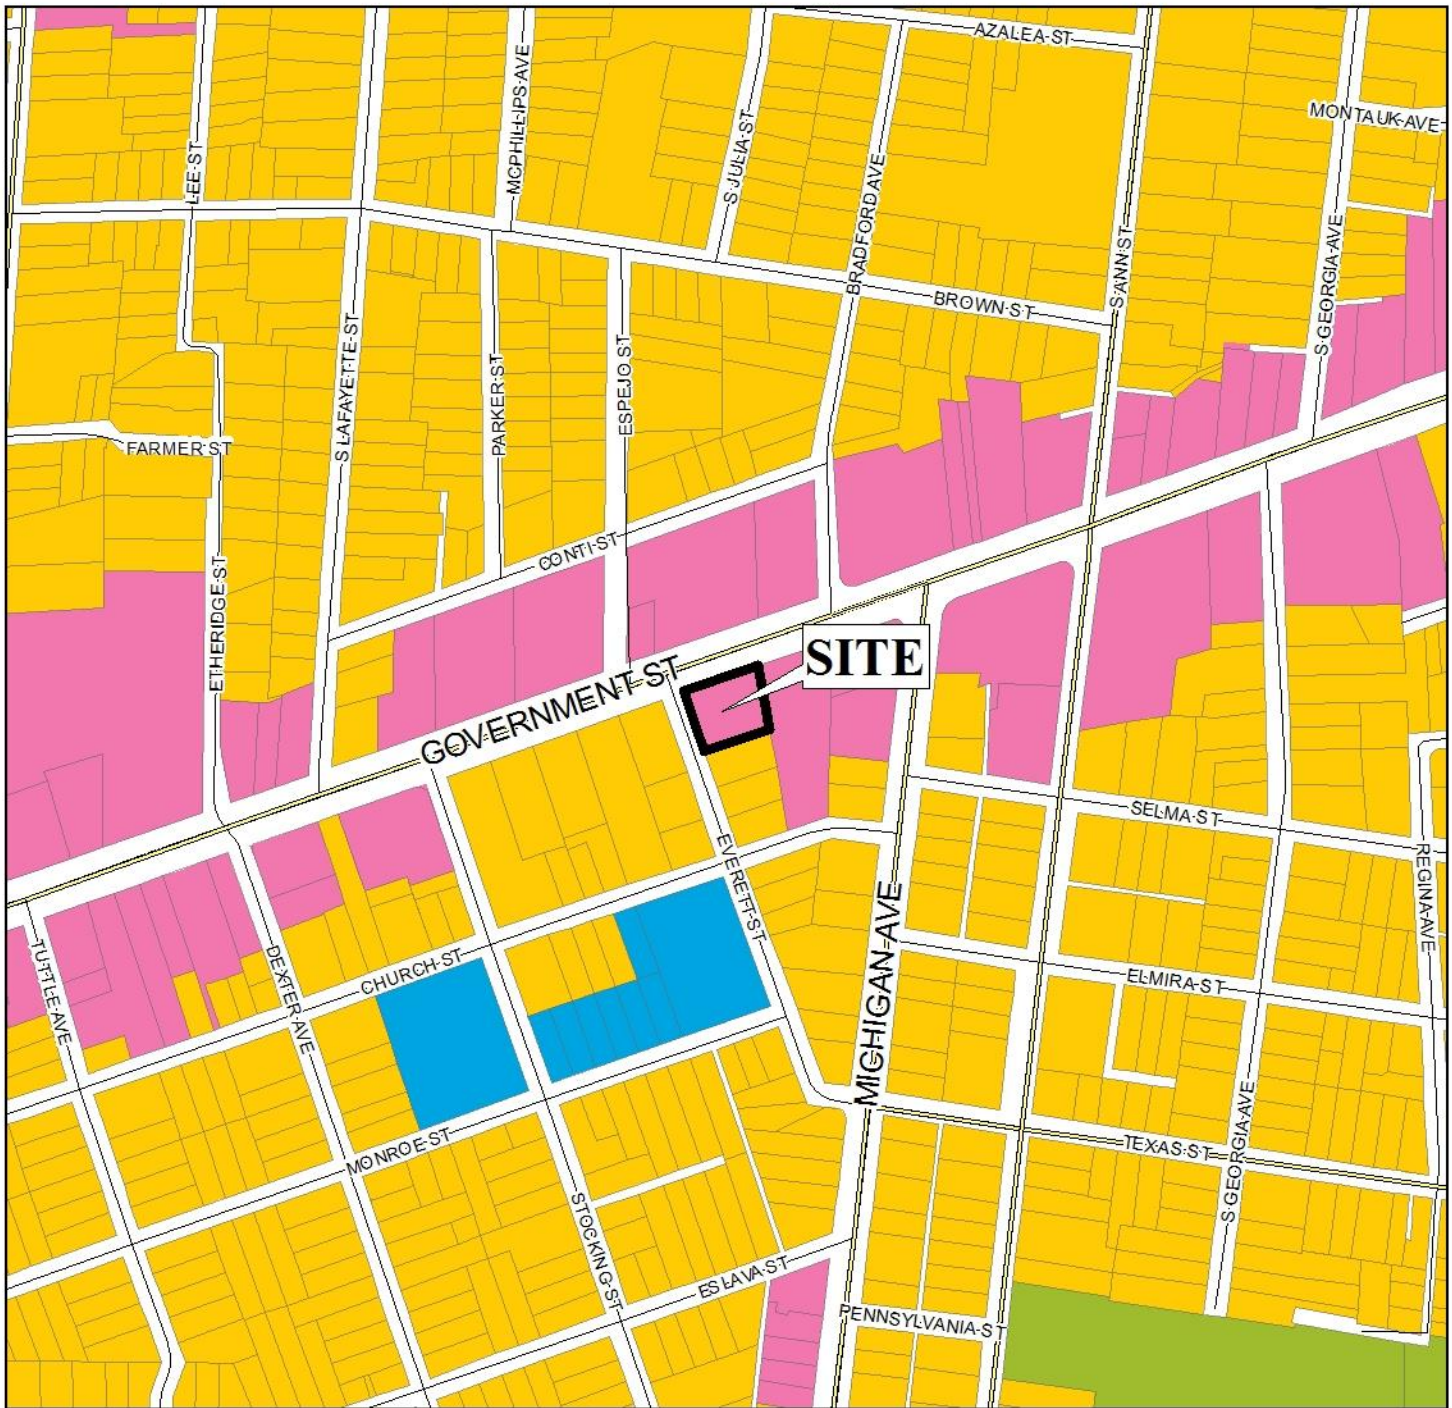 AZALEA ST
MONTAUK AVE
MCPHILLIPS AVE
LEE ST
S JULIA ST
BRADFORD AVE
S ANN ST
S GEORGIA AVE
BROWN ST
S LAFAYETTE ST
PARKER ST
ESPEJO ST
FARMER ST
CONTI ST
ETHERIDGE ST
SITE
GOVERNMENT ST
SELMA ST
EVERETT ST
REGINA AVE
TUTTLE AVE
DEXTER AVE
CHURCH ST
MICHIGAN AVE
ELMIRA ST
MONROE ST
TEXAS ST
S GEORGIA AVE
STOCKING ST
ESLAVA ST
PENNSYLVANIA ST